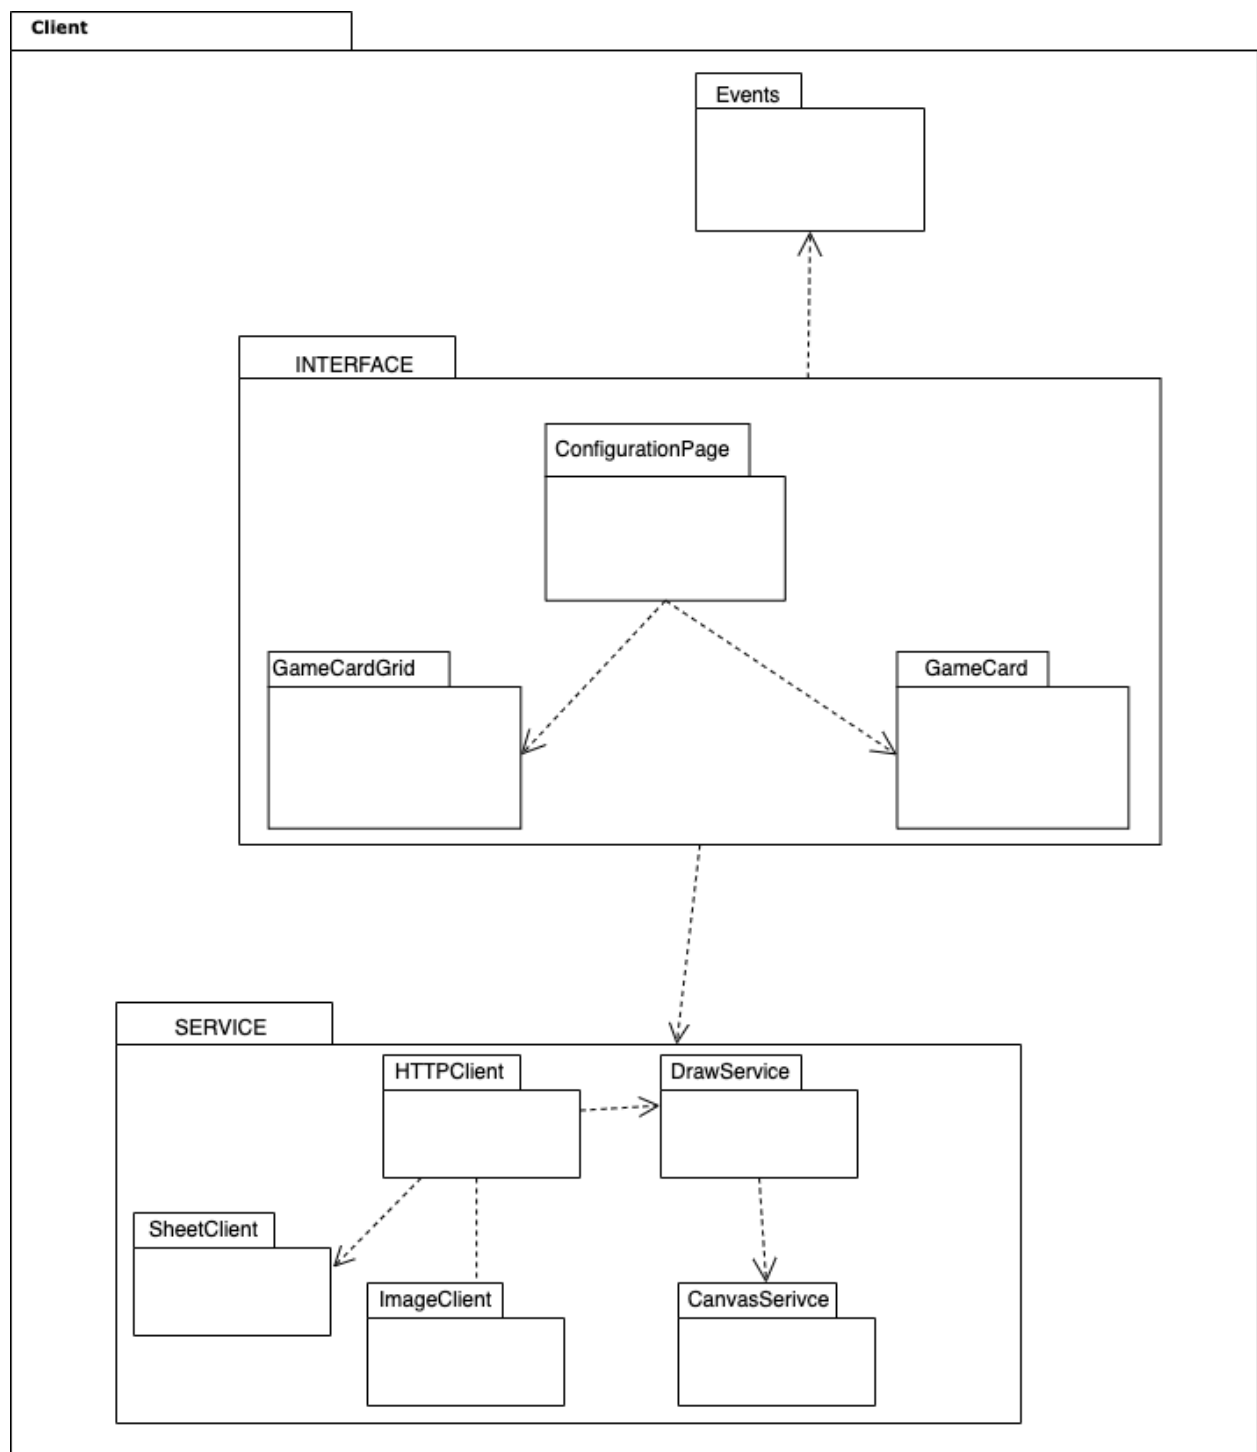 Client
Events
INTERFACE
ConfigurationPage
GameCardGrid
GameCard
SERVICE
HTTPClient
DrawService
SheetClient
ImageClient
CanvasSerivce